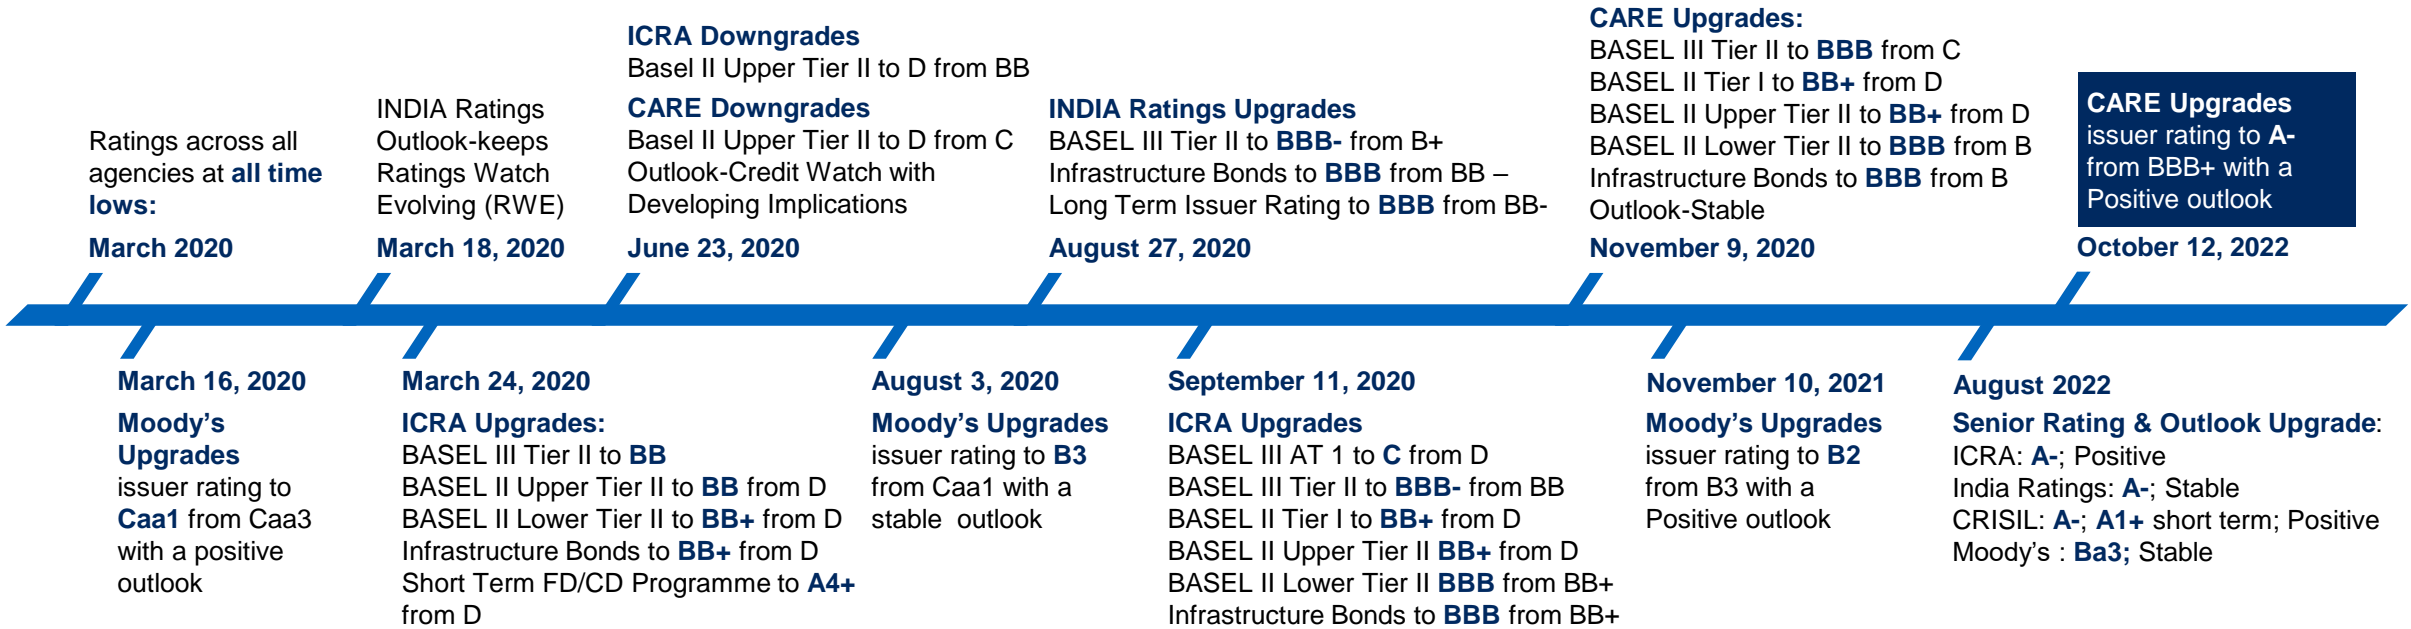 Ratings across all
agencies at all time
lows:
March 2020
March 16, 2020
Moody’s
Upgrades
issuer rating to
Caa1 from Caa3
with a positive
outlook
INDIA Ratings
Outlook-keeps
Ratings Watch
Evolving (RWE)
March 18, 2020
March 24, 2020
ICRA Upgrades:
BASEL III Tier II to BB
BASEL II Upper Tier II to BB from D
BASEL II Lower Tier II to BB+ from D
Infrastructure Bonds to BB+ from D
Short Term FD/CD Programme to A4+
from D
ICRA Downgrades
Basel II Upper Tier II to D from BB
CARE Downgrades
Basel II Upper Tier II to D from C
Outlook-Credit Watch with
Developing Implications
June 23, 2020
August 3, 2020
Moody’s Upgrades
issuer rating to B3
from Caa1 with a
stable outlook
INDIA Ratings Upgrades
BASEL III Tier II to BBB- from B+
Infrastructure Bonds to BBB from BB –
Long Term Issuer Rating to BBB from BB-
August 27, 2020
September 11, 2020
ICRA Upgrades
BASEL III AT 1 to C from D
BASEL III Tier II to BBB- from BB
BASEL II Tier I to BB+ from D
BASEL II Upper Tier II BB+ from D
BASEL II Lower Tier II BBB from BB+
Infrastructure Bonds to BBB from BB+
CARE Upgrades:
BASEL III Tier II to BBB from C
BASEL II Tier I to BB+ from D
BASEL II Upper Tier II to BB+ from D
BASEL II Lower Tier II to BBB from B
Infrastructure Bonds to BBB from B
Outlook-Stable
November 9, 2020
November 10, 2021
Moody’s Upgrades
issuer rating to B2
from B3 with a
Positive outlook
August 2022
Senior Rating & Outlook Upgrade:
ICRA: A-; Positive
India Ratings: A-; Stable
CRISIL: A-; A1+ short term; Positive
Moody’s : Ba3; Stable
CARE Upgrades
issuer rating to A-
from BBB+ with a
Positive outlook
October 12, 2022